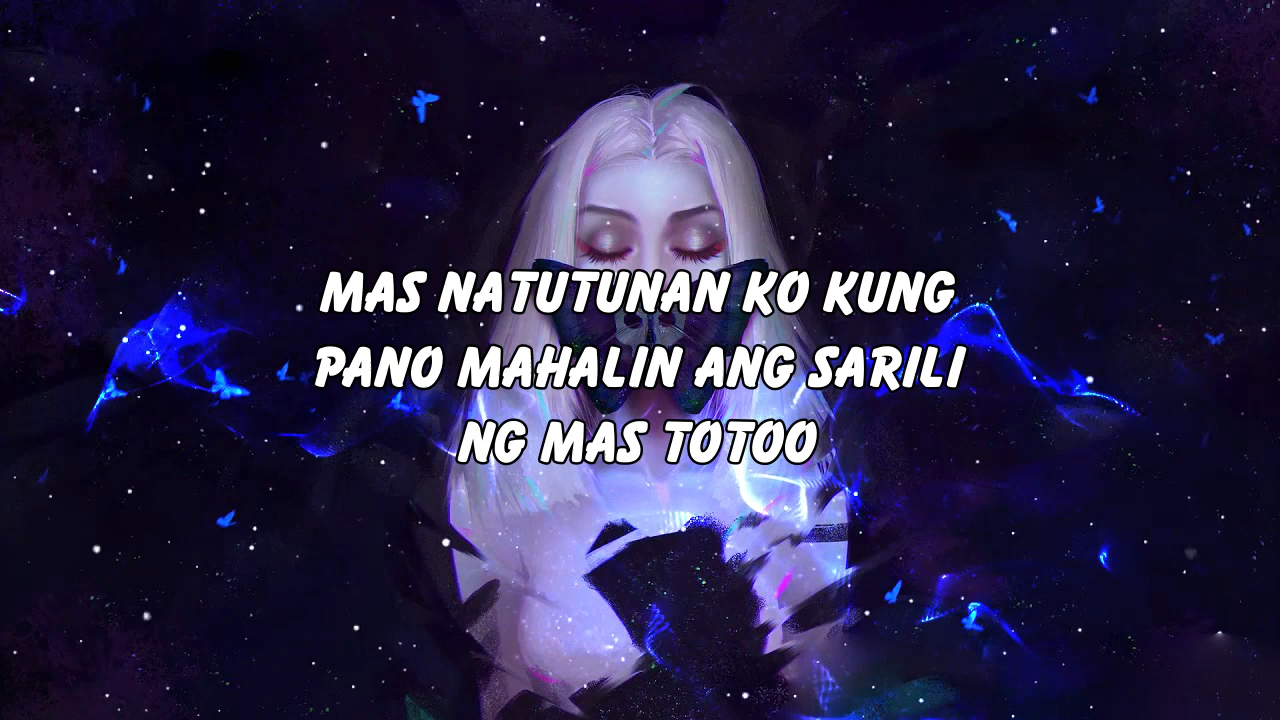 MAS NATUTUNAN KO KUNG
PANO MAHALIN ANG SARILI
NG MAS TOTOO